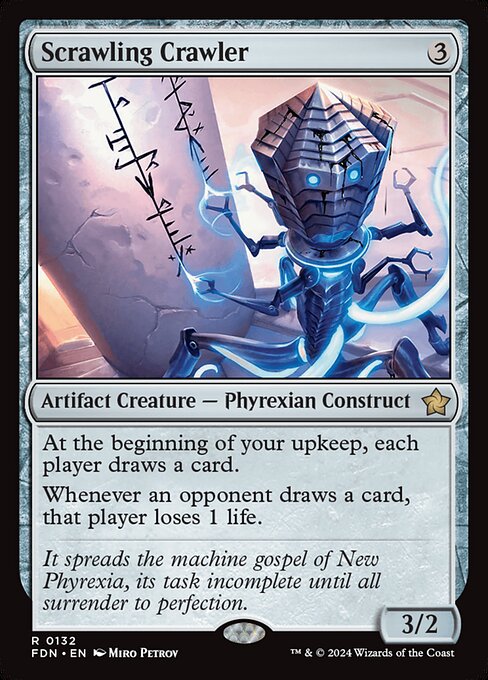 Scrawling Crawler 3
Artifact Creature — Phyrexian Construct
At the beginning of your upkeep, each
player draws a card.
Whenever an opponent draws a card,
that player loses 1 life.
It spreads the machine gospel of New
Phyrexia, its task incomplete until all
surrender to perfection.
3/2
R 0132
FDN • EN Miro Petrov
™ & © 2024 Wizards of the Coast